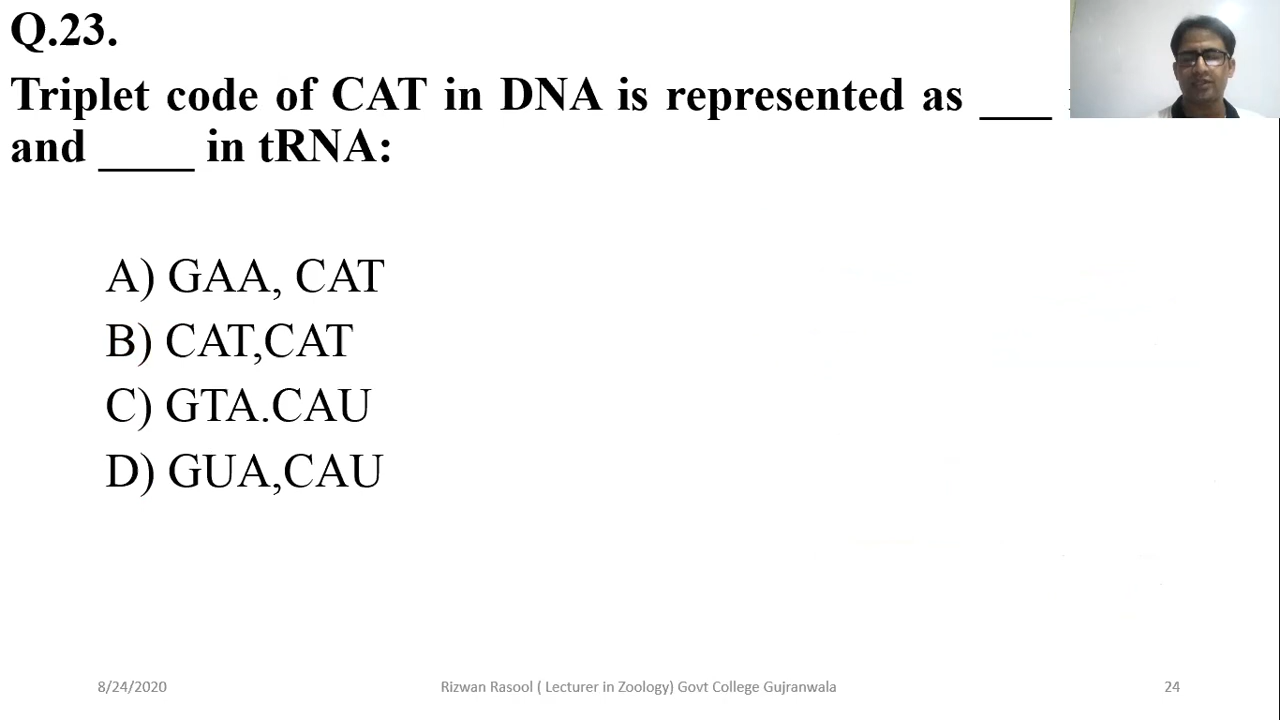 Q.23.
Triplet code of CAT in DNA is represented as ____
and ____ in tRNA:
A) GAA, CAT
B) CAT,CAT
C) GTA.CAU
D) GUA,CAU
8/24/2020 Rizwan Rasool ( Lecturer in Zoology) Govt College Gujranwala 24